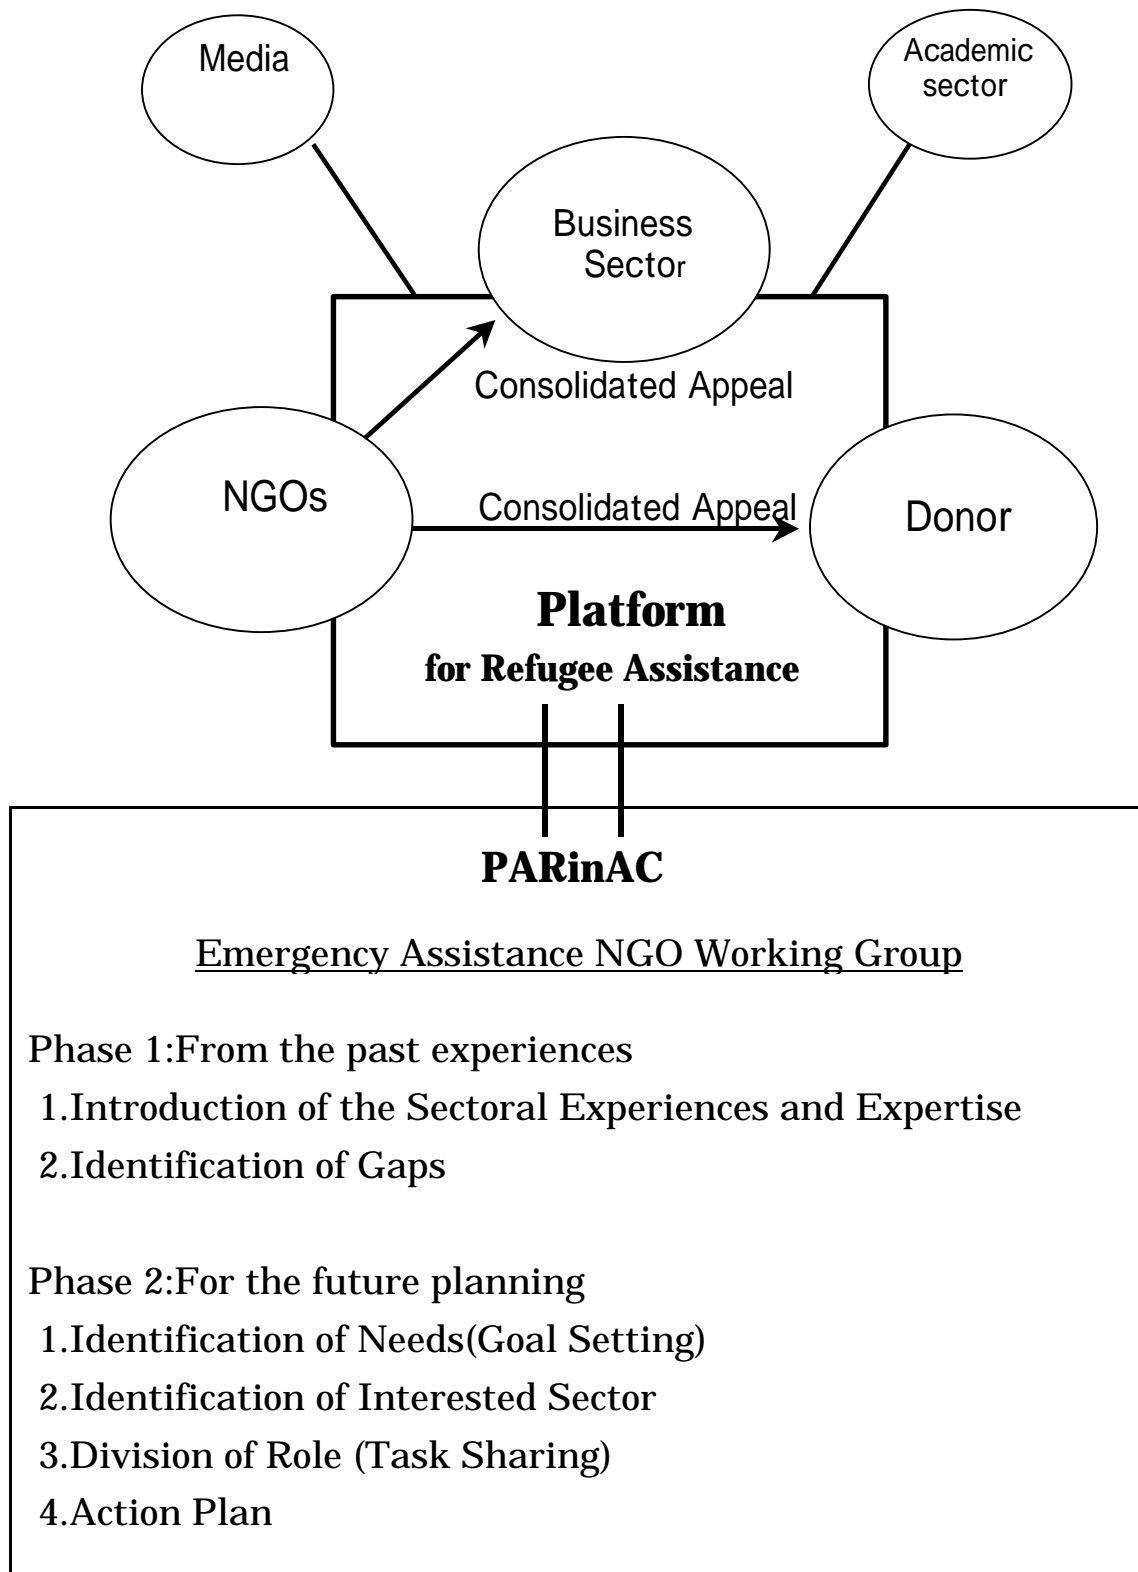 Media
Academic
sector
Business
Sector
Consolidated Appeal
NGOs
Consolidated Appeal
Donor
Platform
for Refugee Assistance
PARinAC
Emergency Assistance NGO Working Group
Phase 1:From the past experiences
1.Introduction of the Sectoral Experiences and Expertise
2.Identification of Gaps
Phase 2:For the future planning
1.Identification of Needs(Goal Setting)
2.Identification of Interested Sector
3.Division of Role (Task Sharing)
4.Action Plan